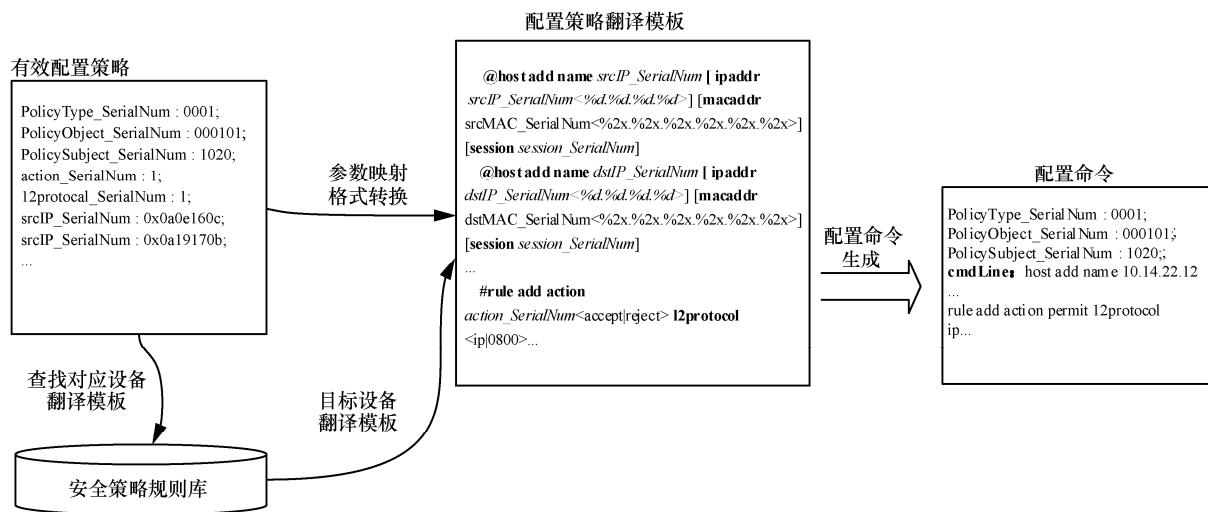 有效配置策略
PolicyType_SerialNum : 0001;
PolicyObject_SerialNum : 000101;
PolicySubject_SerialNum : 1020;
action_SerialNum : 1;
12protocal_SerialNum : 1;
srcIP_SerialNum : 0x0a0e160c;
srcIP_SerialNum : 0x0a19170b;
...
查找对应设备
翻译模板
安全策略规则库
参数映射
格式转换
目标设备
翻译模板
配置策略翻译模板
@host add name srcIP_SerialNum [ ipaddr
srcIP_SerialNum<%d.%d.%d.%d>] [macaddr
srcMAC_SerialNum<%2x.%2x.%2x.%2x.%2x.%2x>]
[session session_SerialNum]
@host add name dstIP_SerialNum [ ipaddr
dstIP_SerialNum<%d.%d.%d.%d>] [macaddr
dstMAC_SerialNum<%2x.%2x.%2x.%2x.%2x.%2x>]
[session session_SerialNum]
...
#rule add action
action_SerialNum<accept|reject> l2protocol
<ip|0800>...
配置命令
生成
配置命令
PolicyType_SerialNum : 0001;
PolicyObject_SerialNum : 000101;;
PolicySubject_SerialNum : 1020;;
cmdLine： host add name 10.14.22.12
...
rule add action permit 12protocol
ip...